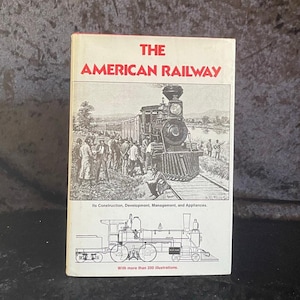 THE
AMERICAN RAILWAY
Its Construction, Development, Management, and Appliances
With more than 200 illustrations